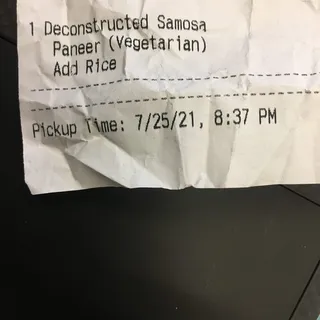 1 Deconstructed Samosa
Paneer (Vegetarian)
Add Rice
Pickup Time: 7/25/21, 8:37 PM